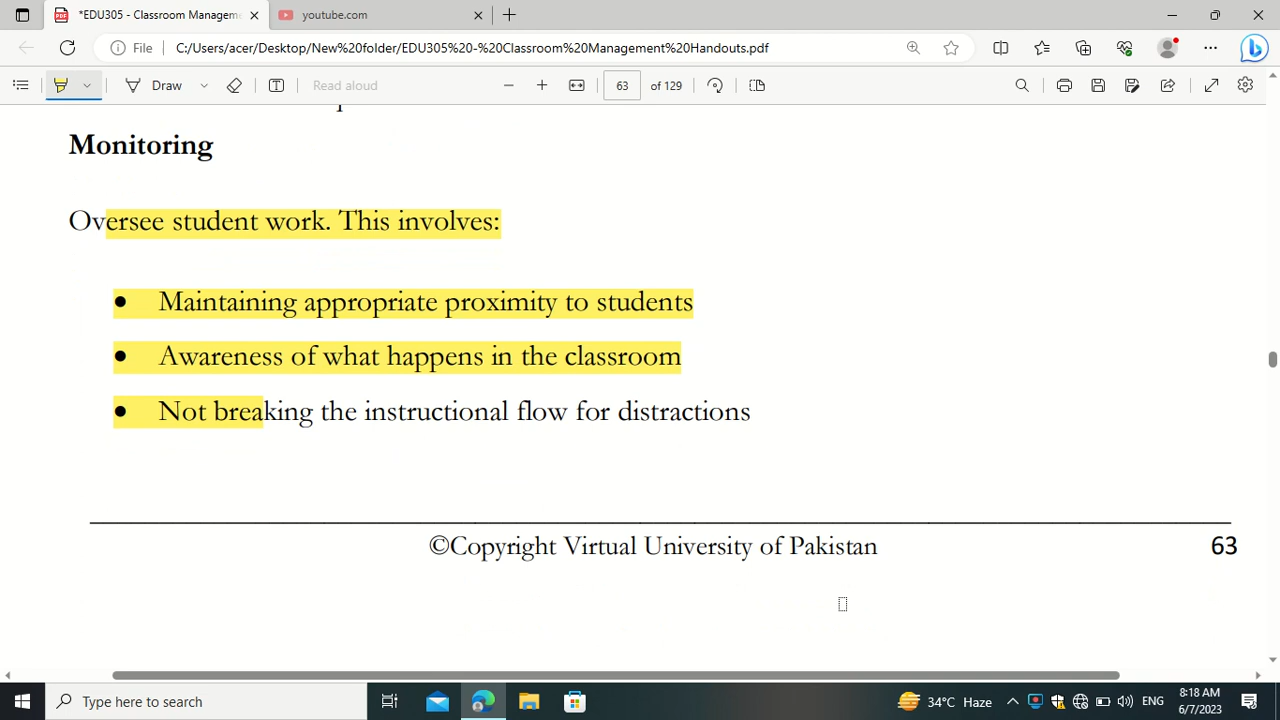 *EDU305 - Classroom Managem
youtube.com
File
C:/Users/acer/Desktop/New%20folder/EDU305%20-%20Classroom%20Management%20Handouts.pdf
Draw
Read aloud
63
of 129
Monitoring
Oversee student work. This involves:
• Maintaining appropriate proximity to students
• Awareness of what happens in the classroom
• Not breaking the instructional flow for distractions
©Copyright Virtual University of Pakistan
63
Type here to search
34°C Haze
ENG
8:18 AM
6/7/2023